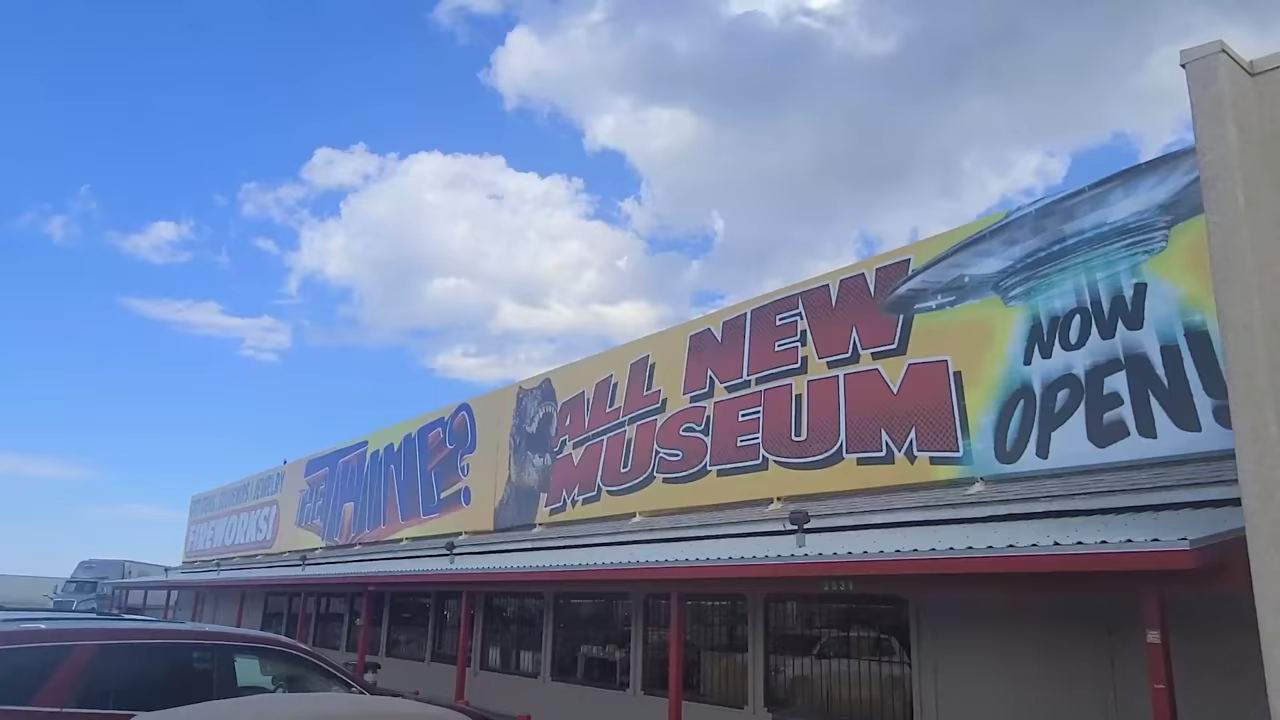 FIREWORKS!
THE THING?
ALL NEW
MUSEUM
NOW
OPEN!